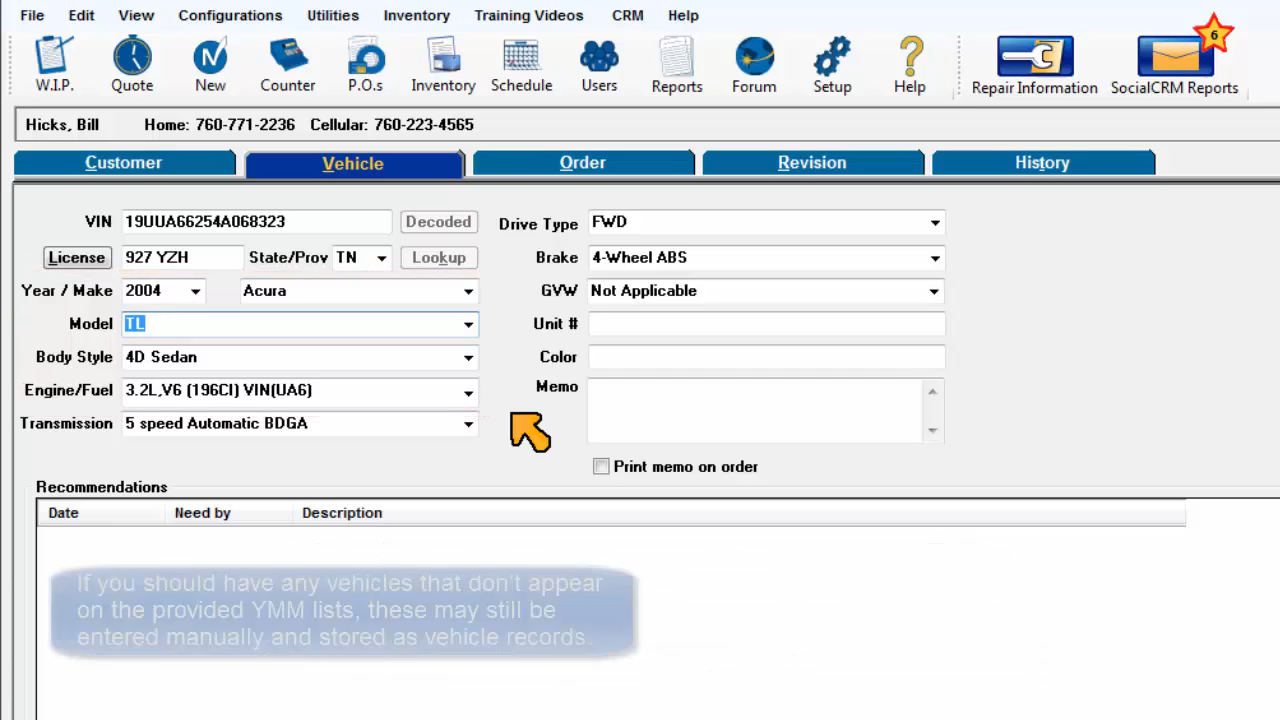 File Edit View Configurations Utilities Inventory Training Videos CRM Help
6
W.I.P. Quote New Counter P.O.s Inventory Schedule Users Reports Forum Setup Help Repair Information SocialCRM Reports
Hicks, Bill Home: 760-771-2236 Cellular: 760-223-4565
Customer Vehicle Order Revision History
VIN 19UUA66254A068323 Decoded Drive Type FWD
License 927 YZH State/Prov TN Lookup Brake 4-Wheel ABS
Year / Make 2004 Acura GVW Not Applicable
Model TL Unit #
Body Style 4D Sedan Color
Engine/Fuel 3.2L,V6 (196CI) VIN(UA6) Memo
Transmission 5 speed Automatic BDGA
Print memo on order
Recommendations
Date Need by Description
If you should have any vehicles that don't appear
on the provided YMM lists, these may still be
entered manually and stored as vehicle records.